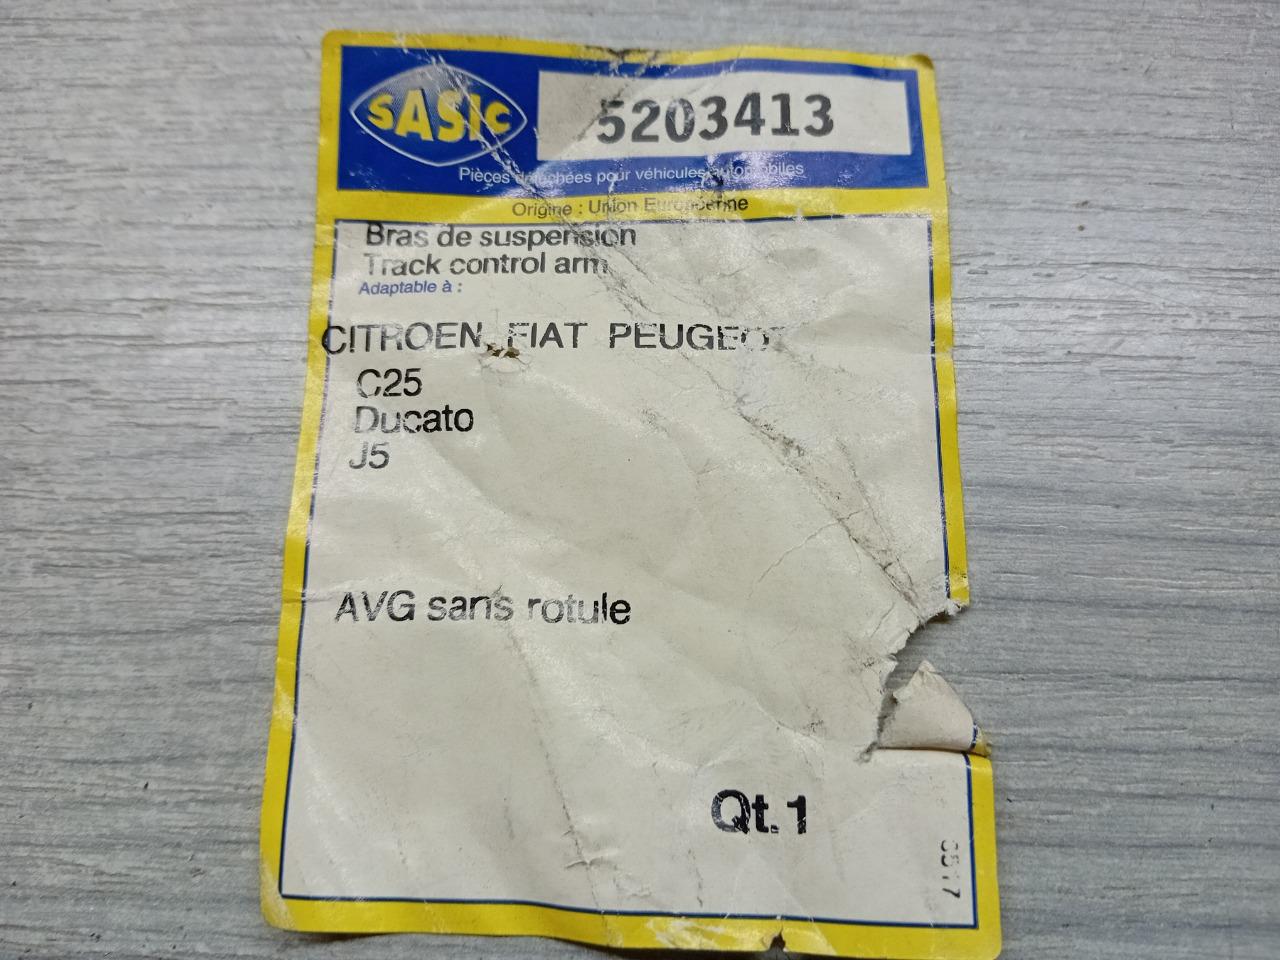 SASIC
5203413
Pièces détachées pour véhicules automobiles
Origine : Union Européenne
Bras de suspension
Track control arm
Adaptable à :
CITROEN FIAT PEUGEOT
C25
Ducato
J5
AVG sans rotule
Qt.1